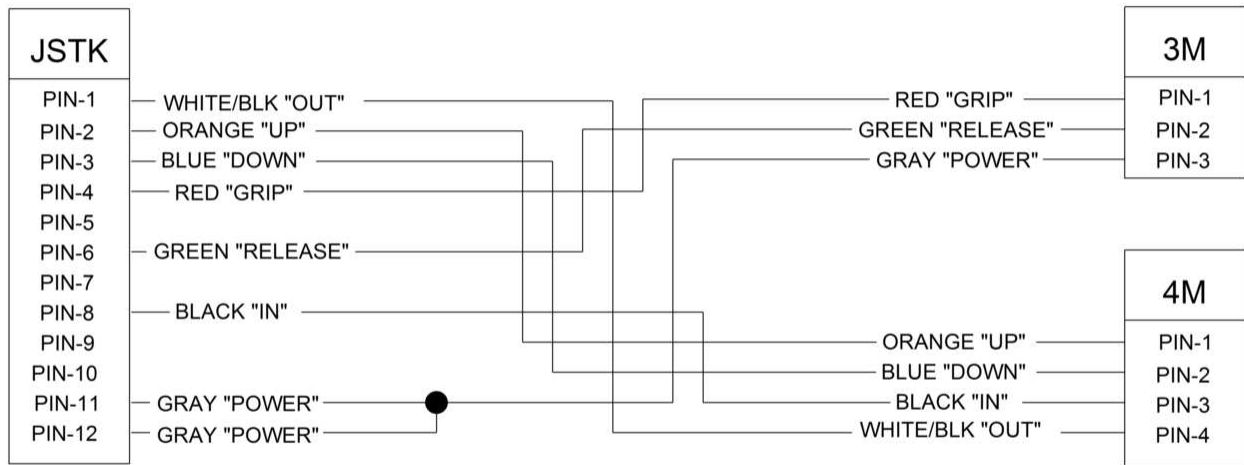 JSTK
PIN-1
PIN-2
PIN-3
PIN-4
PIN-5
PIN-6
PIN-7
PIN-8
PIN-9
PIN-10
PIN-11
PIN-12
WHITE/BLK "OUT"
ORANGE "UP"
BLUE "DOWN"
RED "GRIP"
GREEN "RELEASE"
BLACK "IN"
GRAY "POWER"
GRAY "POWER"
RED "GRIP"
GREEN "RELEASE"
GRAY "POWER"
3M
PIN-1
PIN-2
PIN-3
ORANGE "UP"
BLUE "DOWN"
BLACK "IN"
WHITE/BLK "OUT"
4M
PIN-1
PIN-2
PIN-3
PIN-4